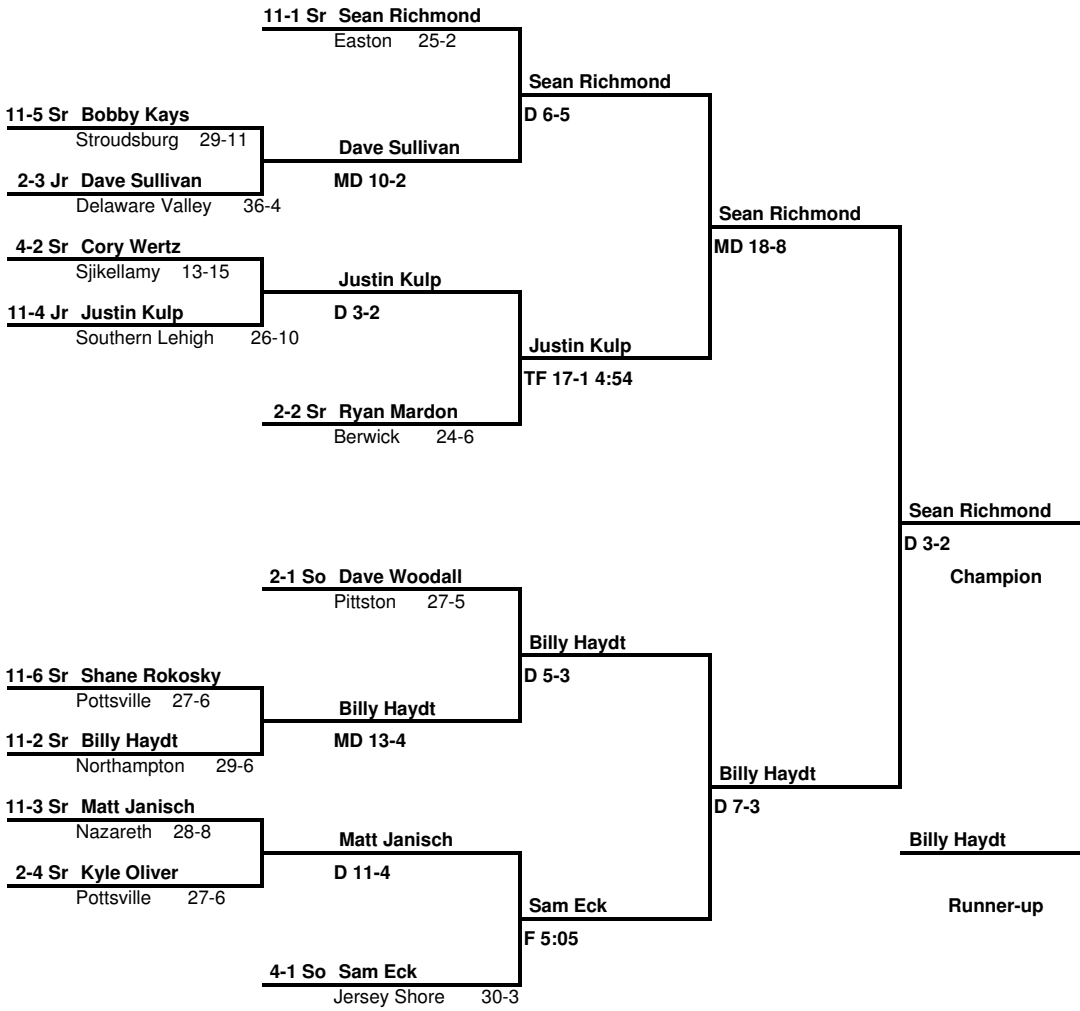 11-1 Sr Sean Richmond
Easton 25-2
Sean Richmond
D 6-5
11-5 Sr Bobby Kays
Stroudsburg 29-11
Dave Sullivan
MD 10-2
2-3 Jr Dave Sullivan
Delaware Valley 36-4
Sean Richmond
MD 18-8
4-2 Sr Cory Wertz
Sjikellamy 13-15
Justin Kulp
D 3-2
11-4 Jr Justin Kulp
Southern Lehigh 26-10
Justin Kulp
TF 17-1 4:54
2-2 Sr Ryan Mardon
Berwick 24-6
Sean Richmond
D 3-2
Champion
2-1 So Dave Woodall
Pittston 27-5
Billy Haydt
D 5-3
11-6 Sr Shane Rokosky
Pottsville 27-6
Billy Haydt
MD 13-4
11-2 Sr Billy Haydt
Northampton 29-6
Billy Haydt
D 7-3
11-3 Sr Matt Janisch
Nazareth 28-8
Matt Janisch
D 11-4
Billy Haydt
Runner-up
2-4 Sr Kyle Oliver
Pottsville 27-6
Sam Eck
F 5:05
4-1 So Sam Eck
Jersey Shore 30-3